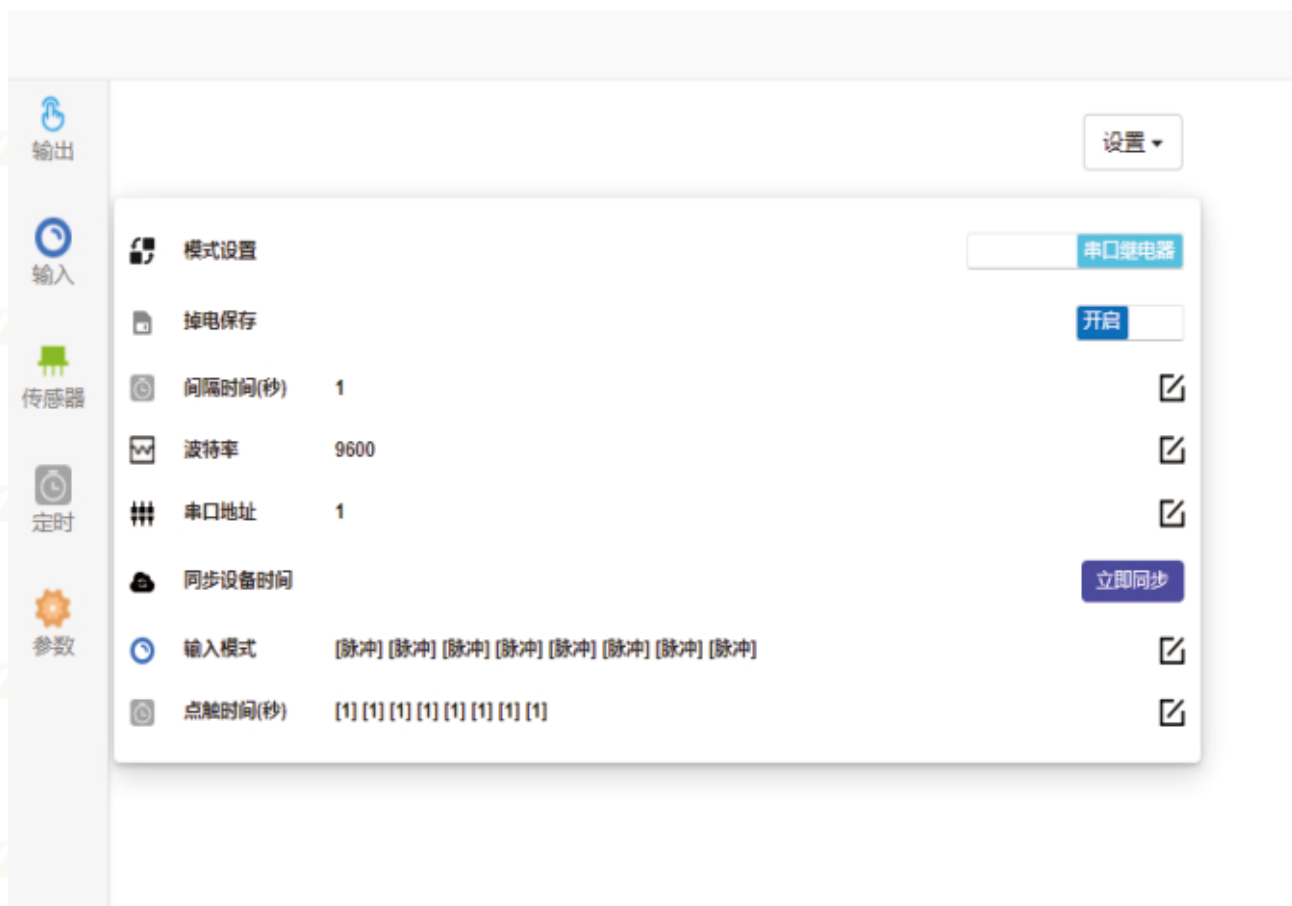 设置
输出
输入
传感器
定时
参数
模式设置 串口继电器
掉电保存 开启
间隔时间(秒) 1
波特率 9600
串口地址 1
同步设备时间 立即同步
输入模式 [脉冲] [脉冲] [脉冲] [脉冲] [脉冲] [脉冲] [脉冲] [脉冲]
点触时间(秒) [1] [1] [1] [1] [1] [1] [1] [1]